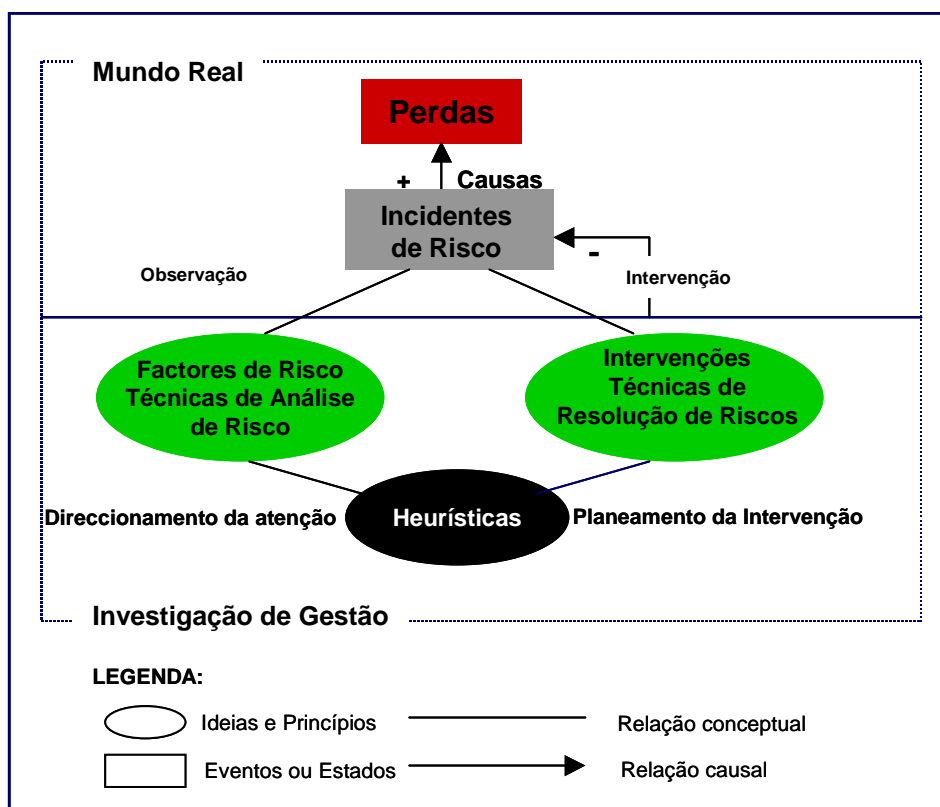 Mundo Real
Perdas
+ Causas
Incidentes
de Risco
-
Observação
Intervenção
Factores de Risco
Técnicas de Análise
de Risco
Intervenções
Técnicas de
Resolução de Riscos
Direccionamento da atenção
Heurísticas
Planeamento da Intervenção
Investigação de Gestão
LEGENDA:
Ideias e Princípios
Relação conceptual
Eventos ou Estados
Relação causal